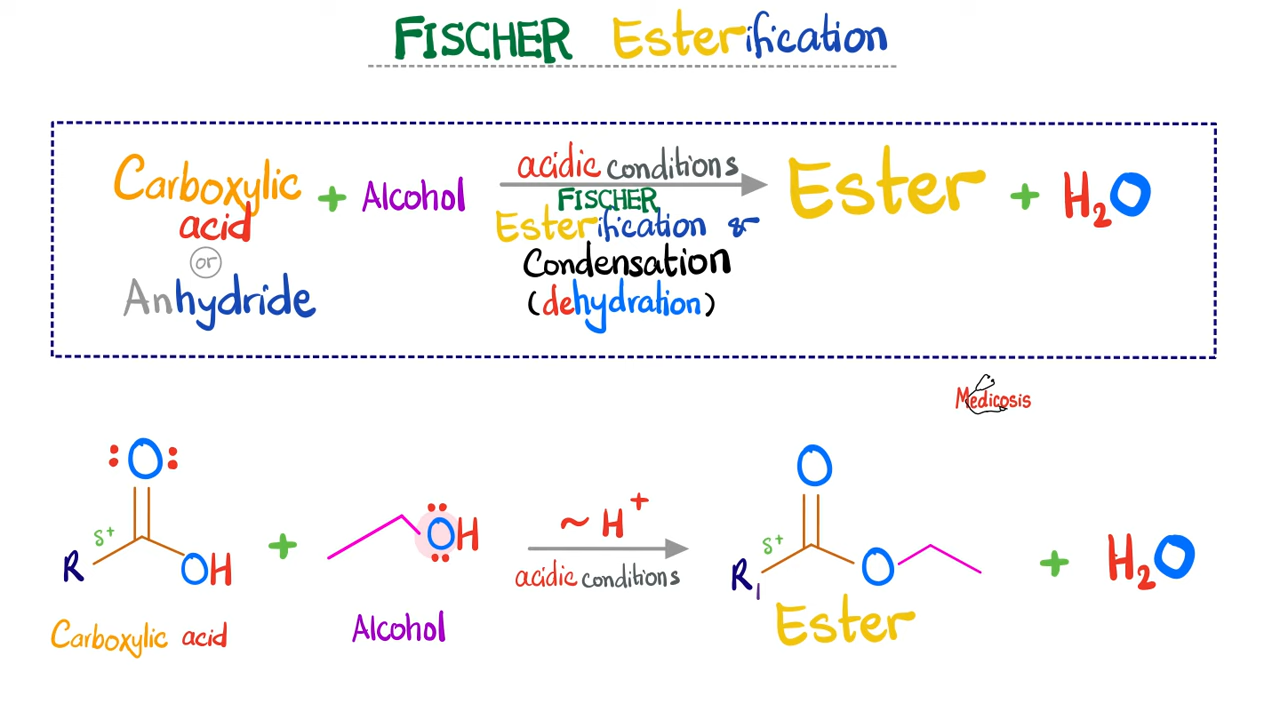 FISCHER Esterification
Carboxylic acid or Anhydride + Alcohol
acidic conditions
FISCHER
Esterification &
Condensation
(dehydration)
Ester + H2O
Medicosis
:O:
δ+
R
OH
+
OH
~ H+
acidic conditions
O
δ+
R1
O
+ H2O
Carboxylic acid
Alcohol
Ester